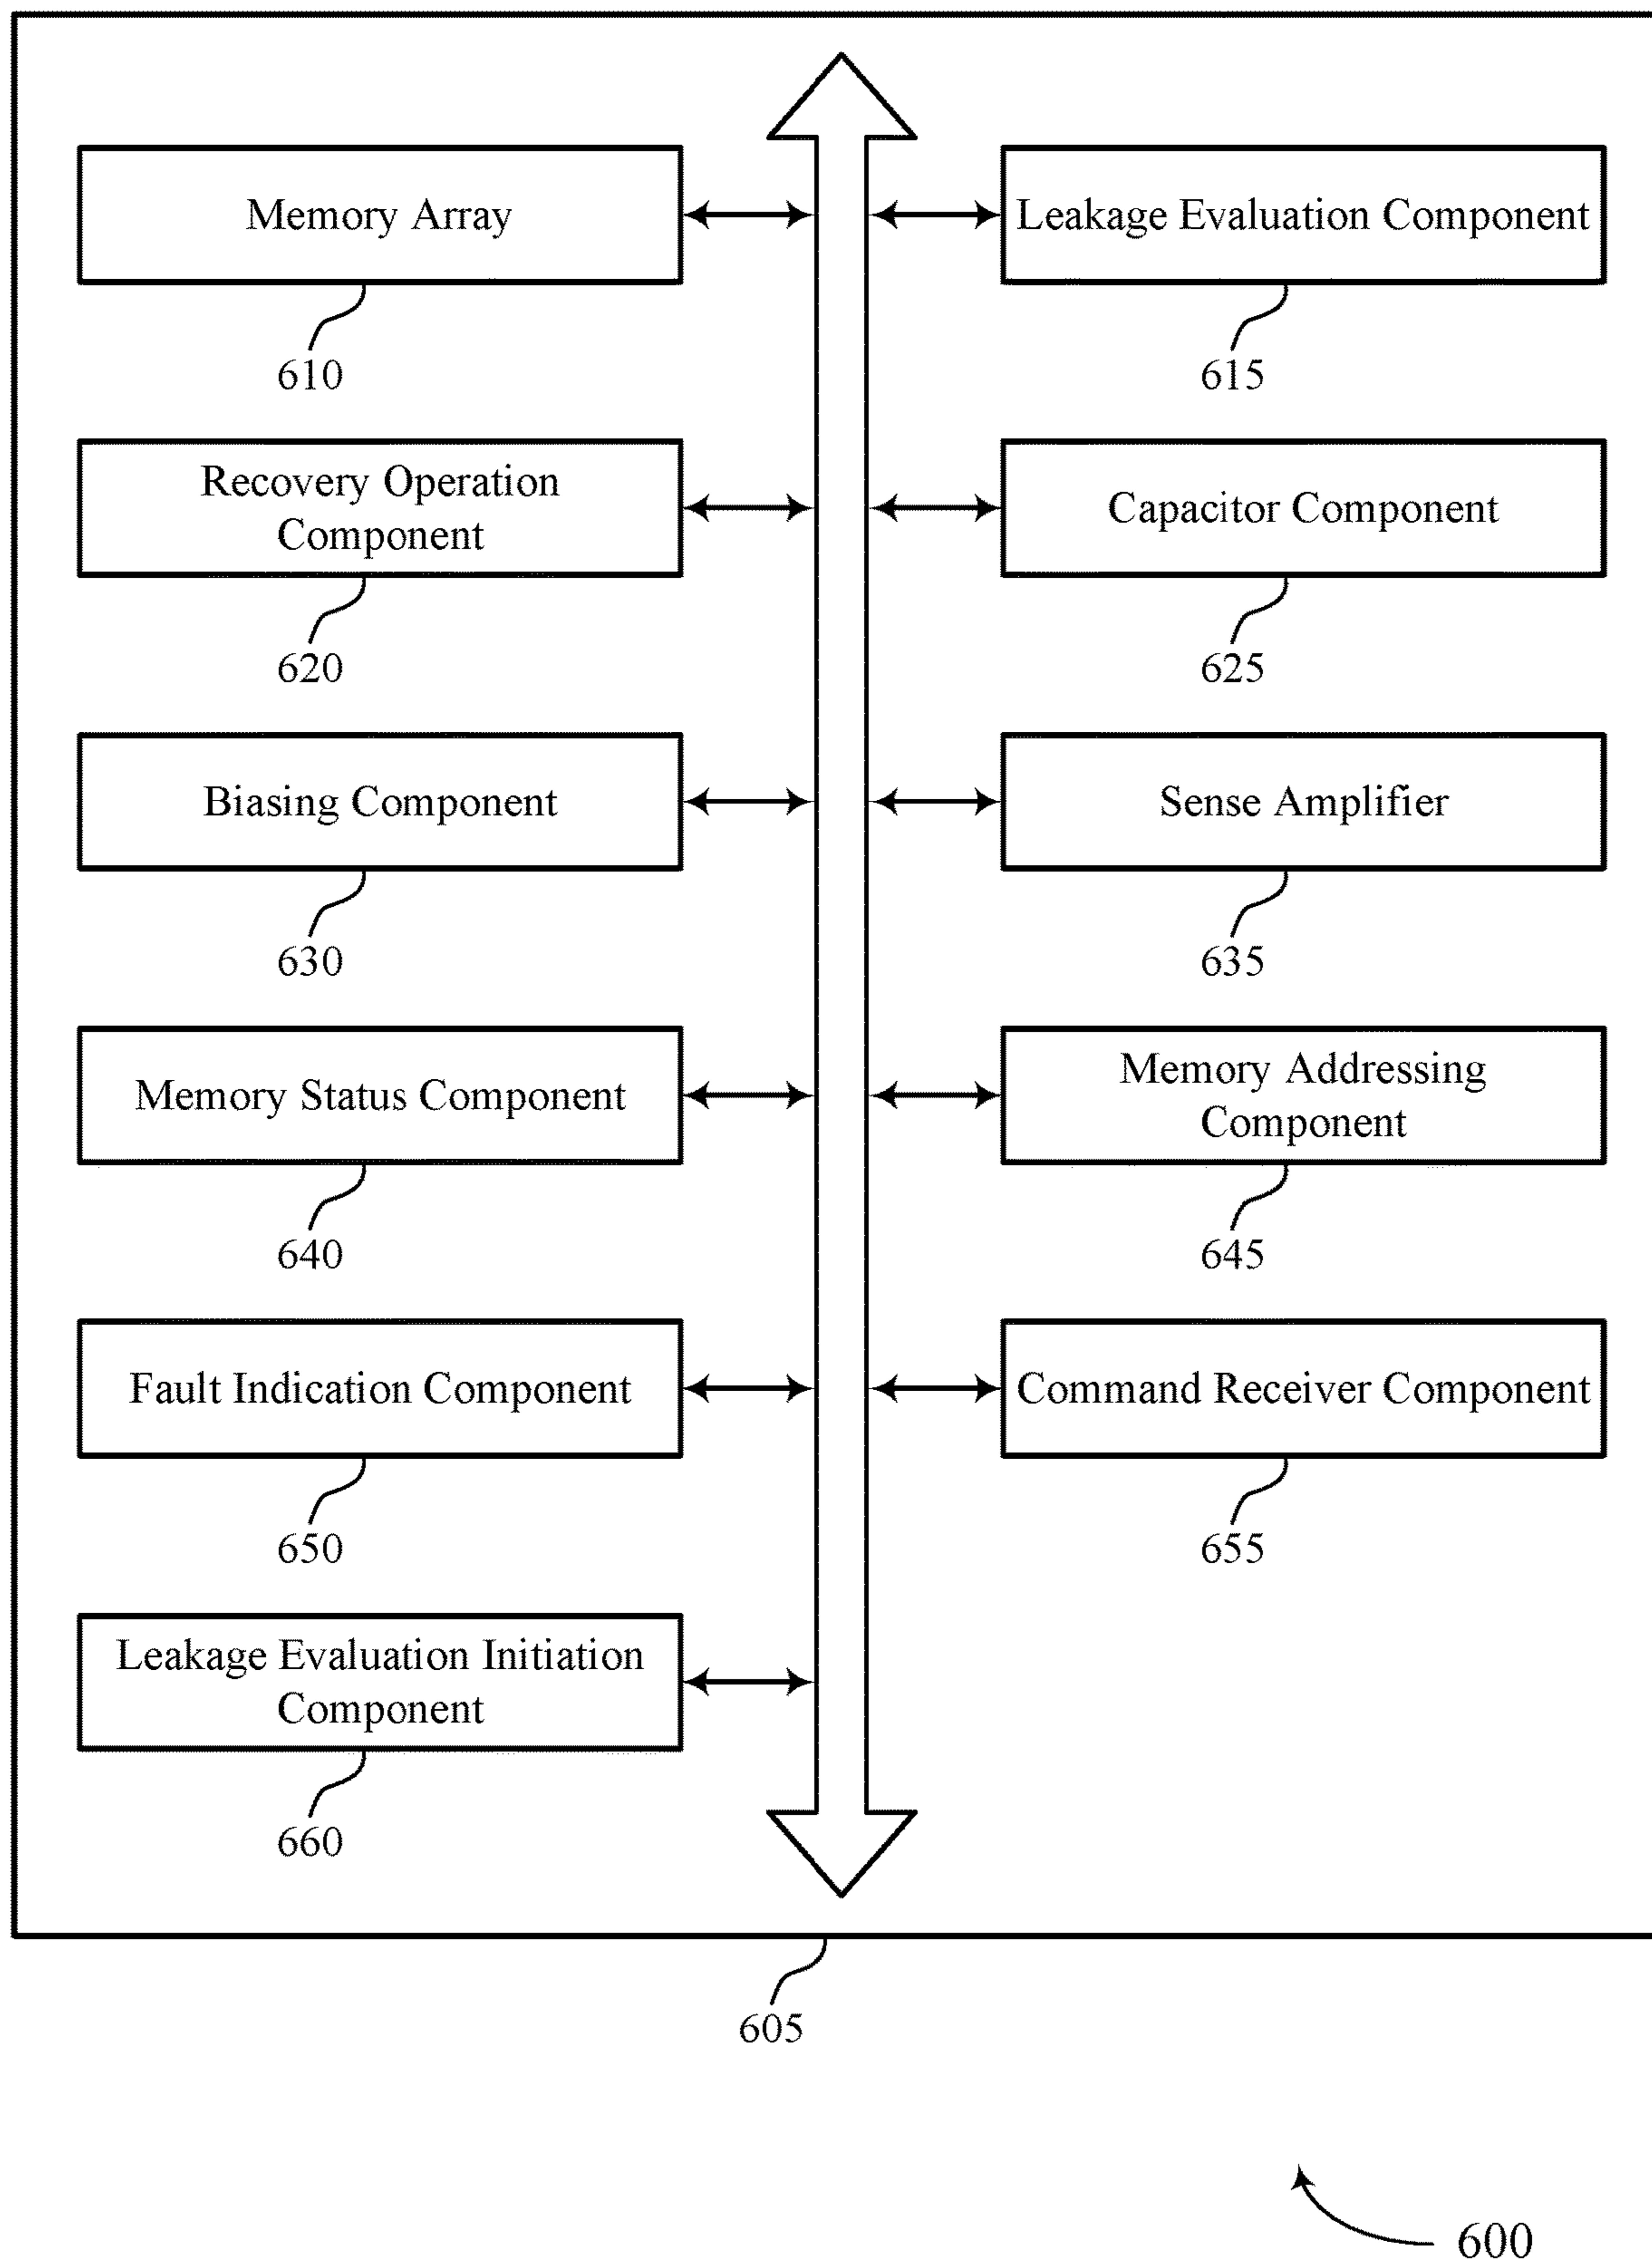 Memory Array
Leakage Evaluation Component
610
615
Recovery Operation
Component
Capacitor Component
620
625
Biasing Component
Sense Amplifier
630
635
Memory Status Component
Memory Addressing
Component
640
645
Fault Indication Component
Command Receiver Component
650
655
Leakage Evaluation Initiation
Component
660
605
600